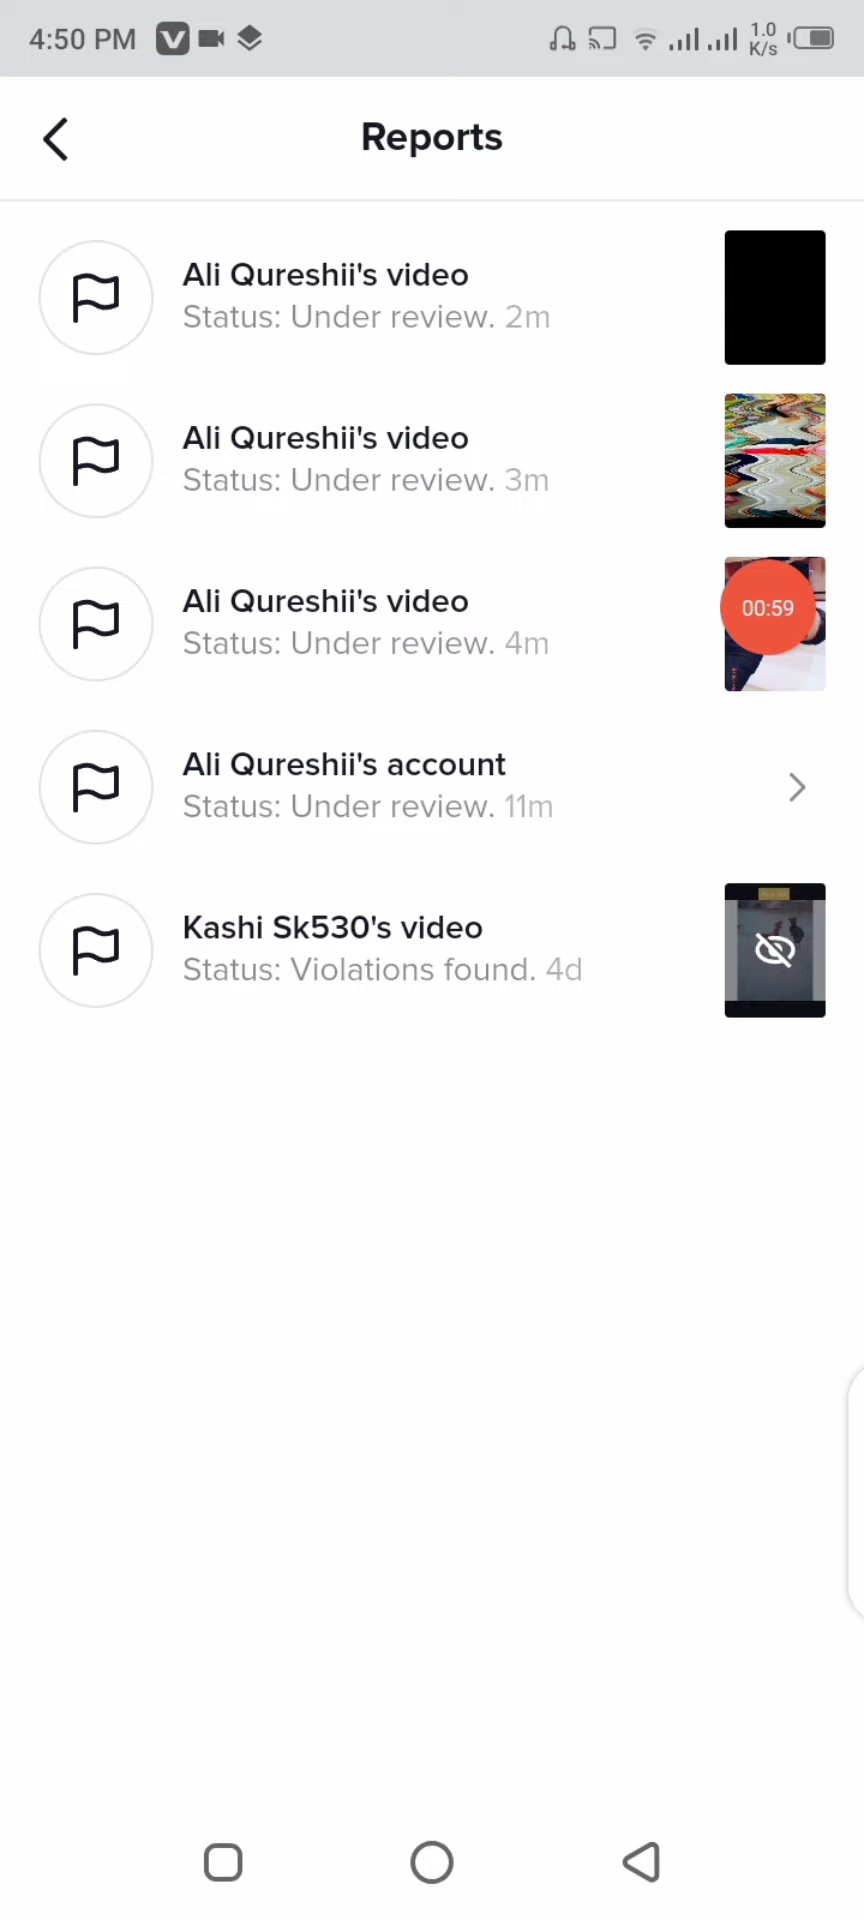 4:50 PM
1.0
K/s
Reports
Ali Qureshii's video
Status: Under review. 2m
Ali Qureshii's video
Status: Under review. 3m
Ali Qureshii's video
Status: Under review. 4m
00:59
Ali Qureshii's account
Status: Under review. 11m
Kashi Sk530's video
Status: Violations found. 4d